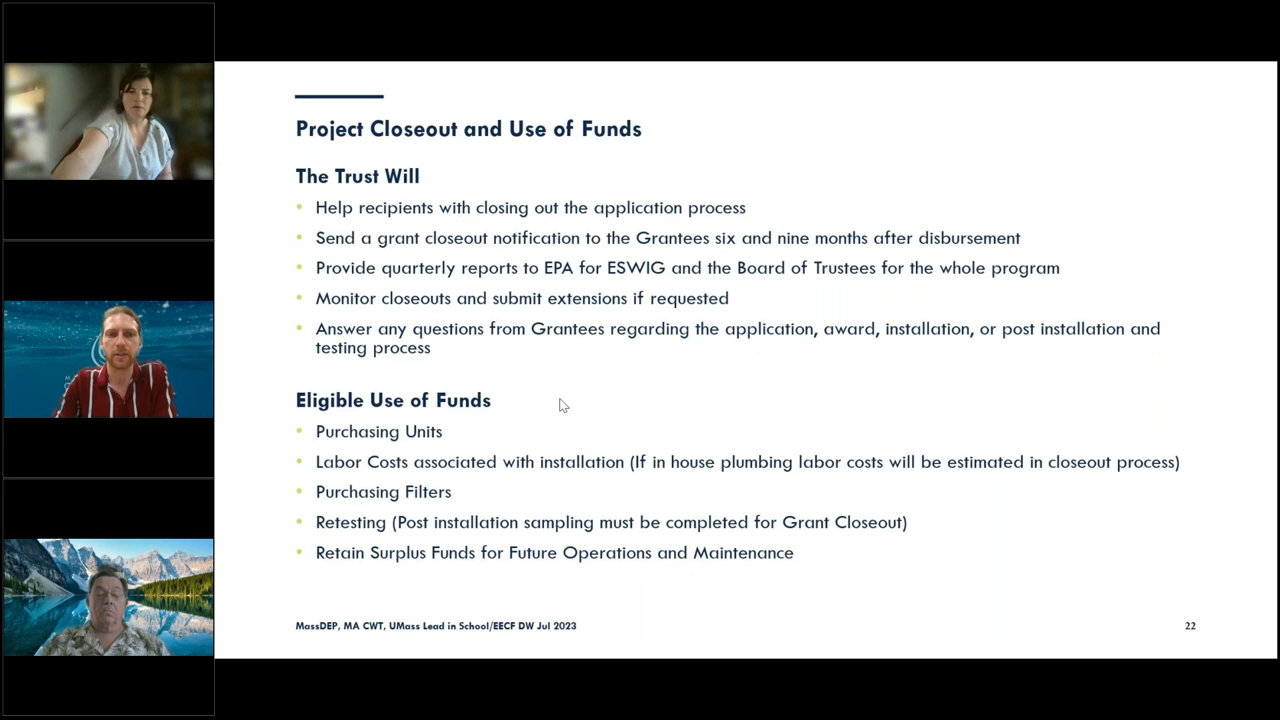 Project Closeout and Use of Funds
The Trust Will
• Help recipients with closing out the application process
• Send a grant closeout notification to the Grantees six and nine months after disbursement
• Provide quarterly reports to EPA for ESWIG and the Board of Trustees for the whole program
• Monitor closeouts and submit extensions if requested
• Answer any questions from Grantees regarding the application, award, installation, or post installation and
testing process
Eligible Use of Funds
• Purchasing Units
• Labor Costs associated with installation (If in house plumbing labor costs will be estimated in closeout process)
• Purchasing Filters
• Retesting (Post installation sampling must be completed for Grant Closeout)
• Retain Surplus Funds for Future Operations and Maintenance
MassDEP, MA CWT, UMass Lead in School/EECF DW Jul 2023
22